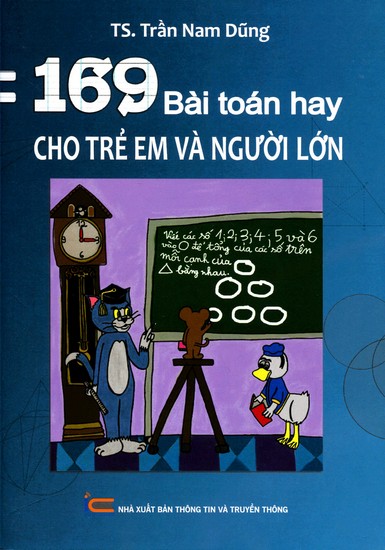 TS. Trần Nam Dũng
169 Bài toán hay
CHO TRẺ EM VÀ NGƯỜI LỚN
Viết các số 1; 2; 3; 4; 5 và 6
vào O để tổng của các số trên
mỗi cạnh của
△ bằng nhau.
NHÀ XUẤT BẢN THÔNG TIN VÀ TRUYỀN THÔNG